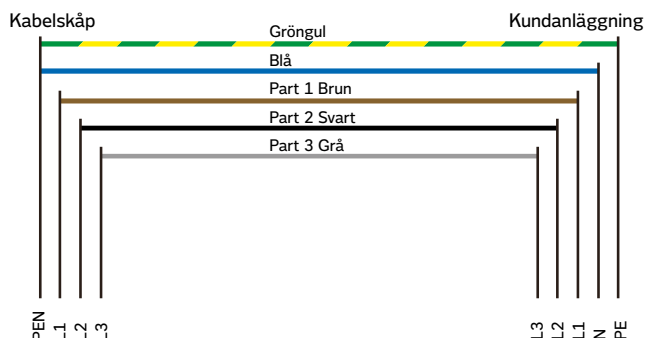 Kabelskåp Kundanläggning
Gröngul
Blå
Part 1 Brun
Part 2 Svart
Part 3 Grå
PEN
L1
L2
L3
L3
L2
L1
N
PE